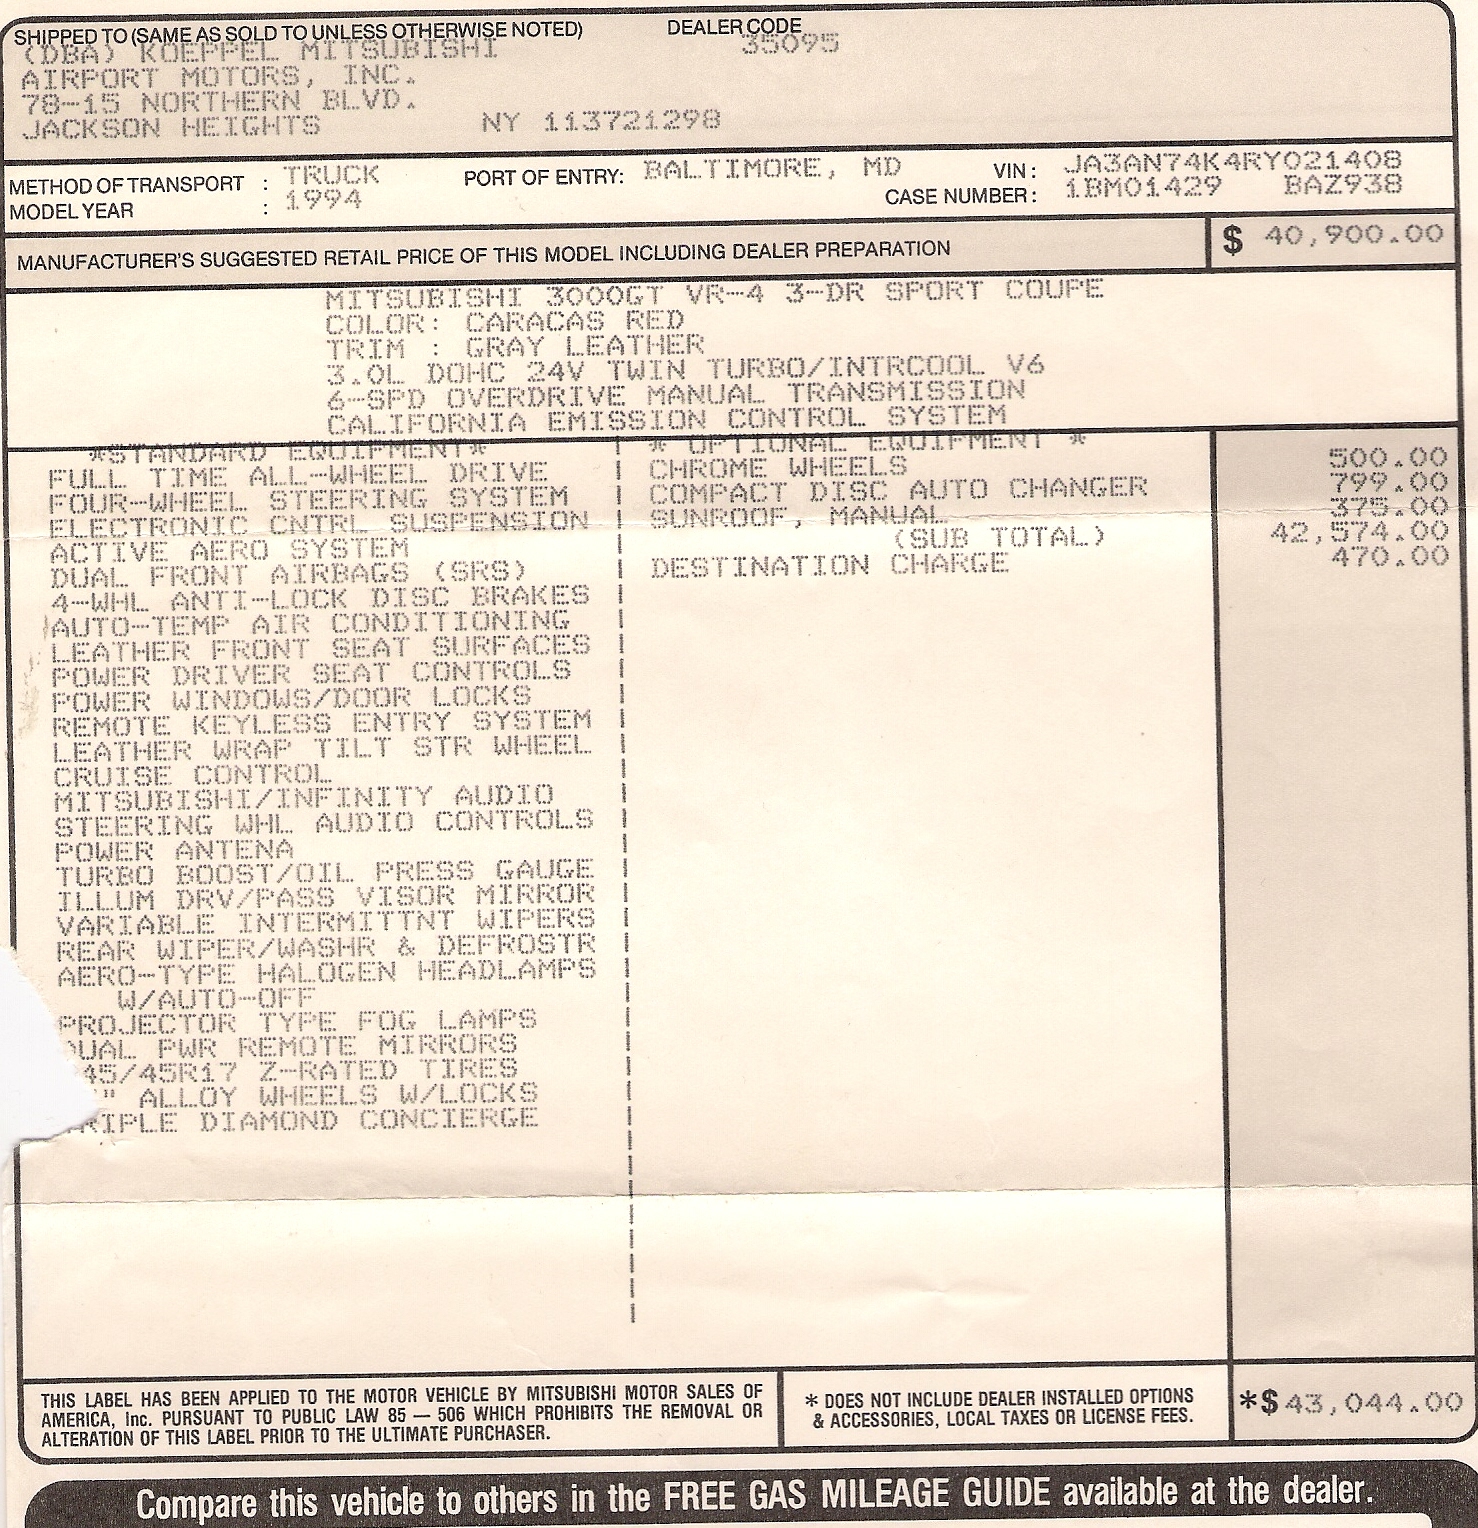 SHIPPED TO (SAME AS SOLD TO UNLESS OTHERWISE NOTED) DEALER CODE
(DBA) KOEPPEL MITSUBISHI 35095
AIRPORT MOTORS, INC.
78-15 NORTHERN BLVD.
JACKSON HEIGHTS NY 113721298
METHOD OF TRANSPORT : TRUCK PORT OF ENTRY: BALTIMORE, MD VIN: JA3AN74K4RY021408
MODEL YEAR : 1994 CASE NUMBER: 1BM01429 BAZ938
MANUFACTURER'S SUGGESTED RETAIL PRICE OF THIS MODEL INCLUDING DEALER PREPARATION $ 40,900.00
MITSUBISHI 3000GT VR-4 3-DR SPORT COUPE
COLOR: CARACAS RED
TRIM : GRAY LEATHER
3.0L DOHC 24V TWIN TURBO/INTRCOOL V6
6-SPD OVERDRIVE MANUAL TRANSMISSION
CALIFORNIA EMISSION CONTROL SYSTEM
*STANDARD EQUIPMENT*
FULL TIME ALL-WHEEL DRIVE
FOUR-WHEEL STEERING SYSTEM
ELECTRONIC CNTRL SUSPENSION
ACTIVE AERO SYSTEM
DUAL FRONT AIRBAGS (SRS)
4-WHL ANTI-LOCK DISC BRAKES
AUTO-TEMP AIR CONDITIONING
LEATHER FRONT SEAT SURFACES
POWER DRIVER SEAT CONTROLS
POWER WINDOWS/DOOR LOCKS
REMOTE KEYLESS ENTRY SYSTEM
LEATHER WRAP TILT STR WHEEL
CRUISE CONTROL
MITSUBISHI/INFINITY AUDIO
STEERING WHL AUDIO CONTROLS
POWER ANTENA
TURBO BOOST/OIL PRESS GAUGE
ILLUM DRV/PASS VISOR MIRROR
VARIABLE INTERMITTNT WIPERS
REAR WIPER/WASHR & DEFROSTR
AERO-TYPE HALOGEN HEADLAMPS
W/AUTO-OFF
PROJECTOR TYPE FOG LAMPS
UAL PWR REMOTE MIRRORS
45/45R17 Z-RATED TIRES
" ALLOY WHEELS W/LOCKS
RIPLE DIAMOND CONCIERGE
* OPTIONAL EQUIPMENT *
CHROME WHEELS 500.00
COMPACT DISC AUTO CHANGER 799.00
SUNROOF, MANUAL 375.00
(SUB TOTAL) 42,574.00
DESTINATION CHARGE 470.00
THIS LABEL HAS BEEN APPLIED TO THE MOTOR VEHICLE BY MITSUBISHI MOTOR SALES OF
AMERICA, Inc. PURSUANT TO PUBLIC LAW 85 — 506 WHICH PROHIBITS THE REMOVAL OR
ALTERATION OF THIS LABEL PRIOR TO THE ULTIMATE PURCHASER.
* DOES NOT INCLUDE DEALER INSTALLED OPTIONS
& ACCESSORIES, LOCAL TAXES OR LICENSE FEES.
*$ 43,044.00
Compare this vehicle to others in the FREE GAS MILEAGE GUIDE available at the dealer.